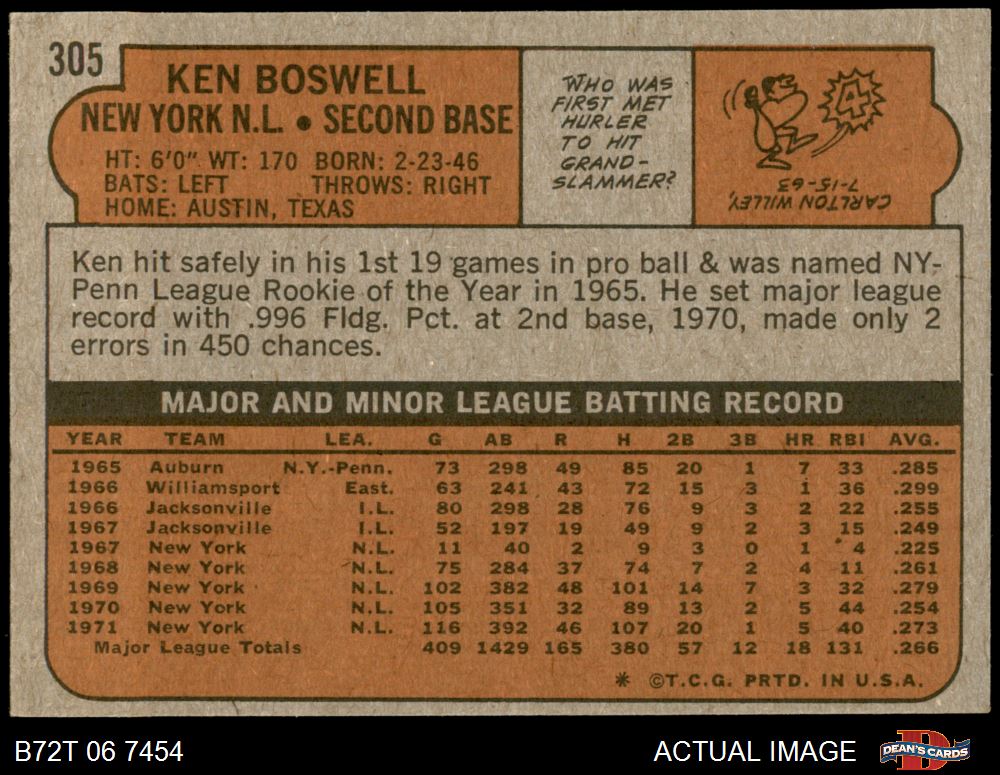 305
KEN BOSWELL
NEW YORK N.L. • SECOND BASE
HT: 6'0". WT: 170 BORN: 2-23-46
BATS: LEFT THROWS: RIGHT
HOME: AUSTIN, TEXAS
WHO WAS
FIRST MET
HURLER
TO HIT
GRAND-
SLAMMER?
4
CARLTON WILLEY,
7-15-63
Ken hit safely in his 1st 19 games in pro ball & was named NY-
Penn League Rookie of the Year in 1965. He set major league
record with .996 Fldg. Pct. at 2nd base, 1970, made only 2
errors in 450 chances.
MAJOR AND MINOR LEAGUE BATTING RECORD
YEAR TEAM LEA. G AB R H 2B 3B HR RBI AVG.
1965 Auburn N.Y.-Penn. 73 298 49 85 20 1 7 33 .285
1966 Williamsport East. 63 241 43 72 15 3 1 36 .299
1966 Jacksonville I.L. 80 298 28 76 9 3 2 22 .255
1967 Jacksonville I.L. 52 197 19 49 9 2 3 15 .249
1967 New York N.L. 11 40 2 9 3 0 1 4 .225
1968 New York N.L. 75 284 37 74 7 2 4 11 .261
1969 New York N.L. 102 382 48 101 14 7 3 32 .279
1970 New York N.L. 105 351 32 89 13 2 5 44 .254
1971 New York N.L. 116 392 46 107 20 1 5 40 .273
Major League Totals 409 1429 165 380 57 12 18 131 .266
* ©T.C.G. PRTD. IN U.S.A.
B72T 06 7454
ACTUAL IMAGE
DEAN'S CARDS